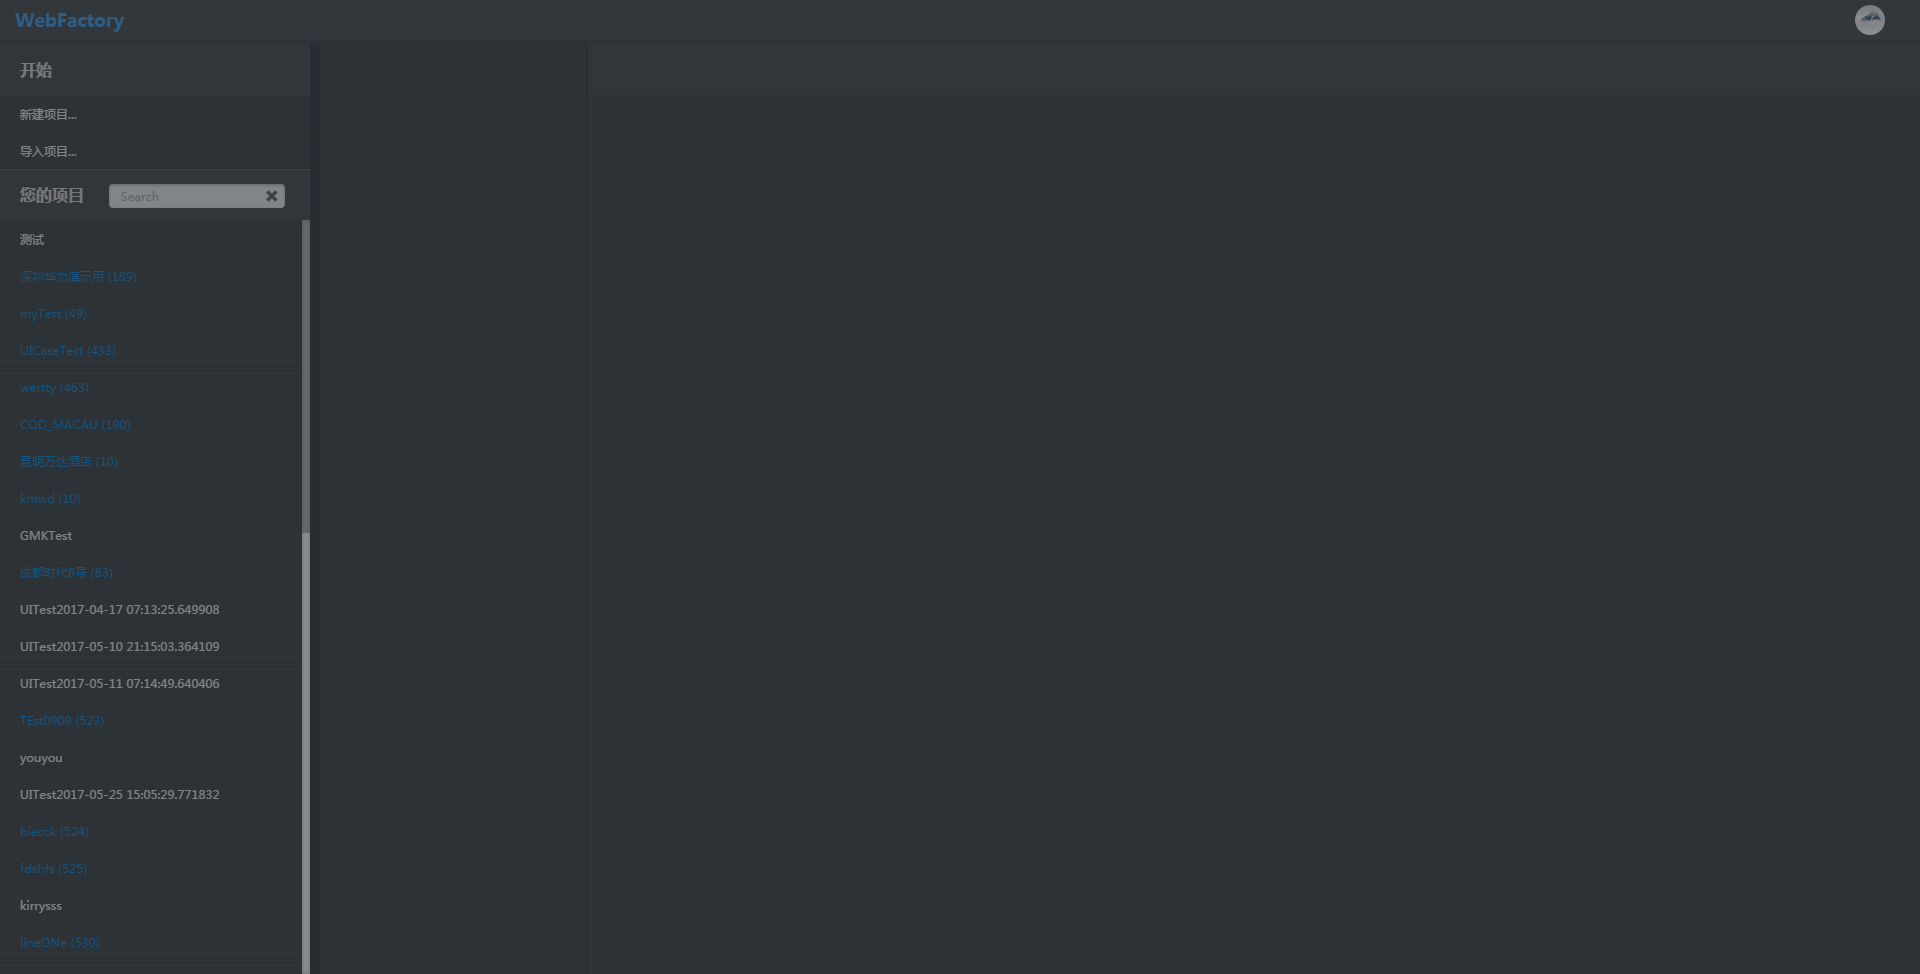 WebFactory
开始
新建项目...
导入项目...
您的项目 Search
测试
深圳华为演示用 (189)
myTest (49)
UICaseTest (433)
wertty (463)
COD_MACAU (190)
昆明万达酒店 (10)
kmwd (10)
GMKTest
成都时代8号 (83)
UITest2017-04-17 07:13:25.649908
UITest2017-05-10 21:15:03.364109
UITest2017-05-11 07:14:49.640406
TEst0909 (523)
youyou
UITest2017-05-25 15:05:29.771832
biecck (524)
fdshfs (525)
kirrysss
lineONe (530)